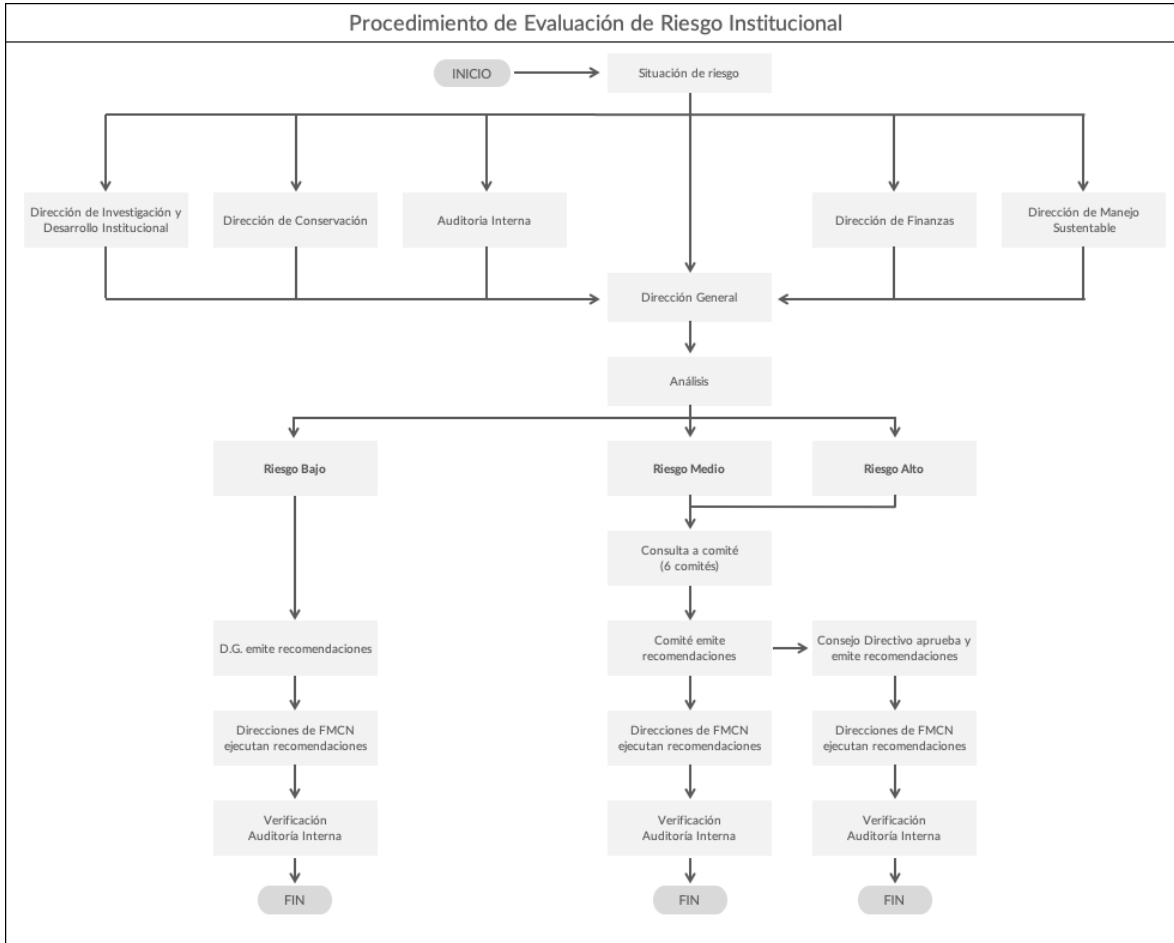 Procedimiento de Evaluación de Riesgo Institucional
INICIO
Situación de riesgo
Dirección de Investigación y
Desarrollo Institucional
Dirección de Conservación
Auditoria Interna
Dirección de Finanzas
Dirección de Manejo
Sustentable
Dirección General
Análisis
Riesgo Bajo
Riesgo Medio
Riesgo Alto
Consulta a comité
(6 comités)
D.G. emite recomendaciones
Comité emite
recomendaciones
Consejo Directivo aprueba y
emite recomendaciones
Direcciones de FMCN
ejecutan recomendaciones
Direcciones de FMCN
ejecutan recomendaciones
Direcciones de FMCN
ejecutan recomendaciones
Verificación
Auditoría Interna
Verificación
Auditoría Interna
Verificación
Auditoría Interna
FIN
FIN
FIN